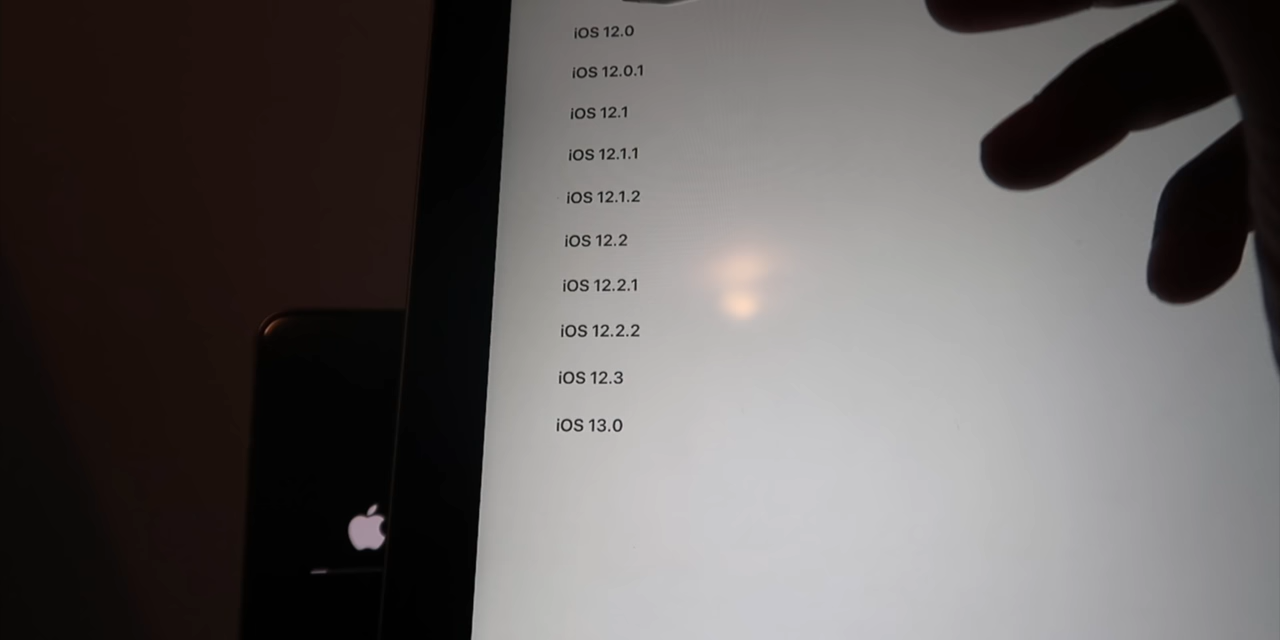 iOS 12.0
iOS 12.0.1
iOS 12.1
iOS 12.1.1
iOS 12.1.2
iOS 12.2
iOS 12.2.1
iOS 12.2.2
iOS 12.3
iOS 13.0